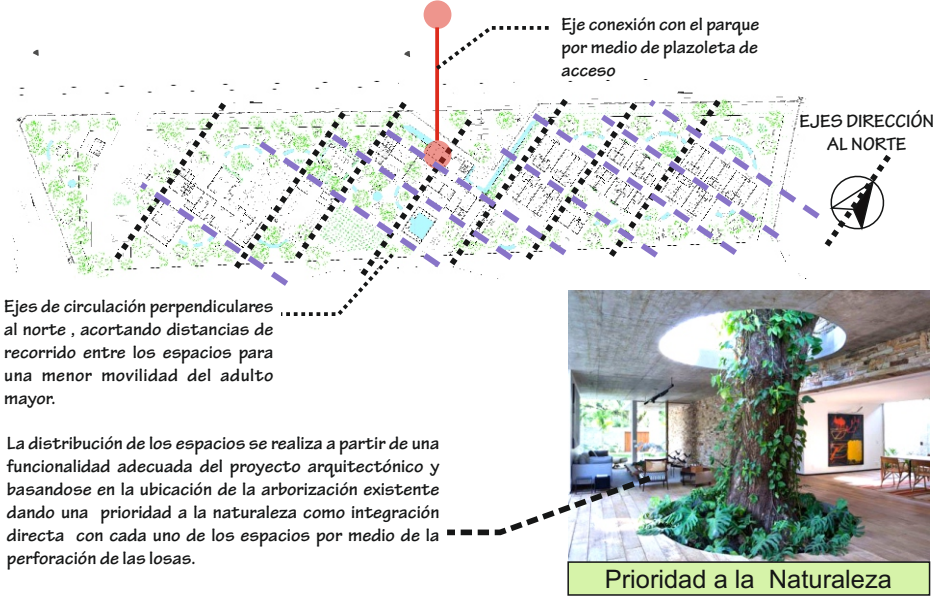 Eje conexión con el parque
por medio de plazoleta de
acceso
EJES DIRECCIÓN
AL NORTE
Ejes de circulación perpendiculares
al norte , acortando distancias de
recorrido entre los espacios para
una menor movilidad del adulto
mayor.
La distribución de los espacios se realiza a partir de una
funcionalidad adecuada del proyecto arquitectónico y
basandose en la ubicación de la arborización existente
dando una prioridad a la naturaleza como integración
directa con cada uno de los espacios por medio de la
perforación de las losas.
Prioridad a la Naturaleza